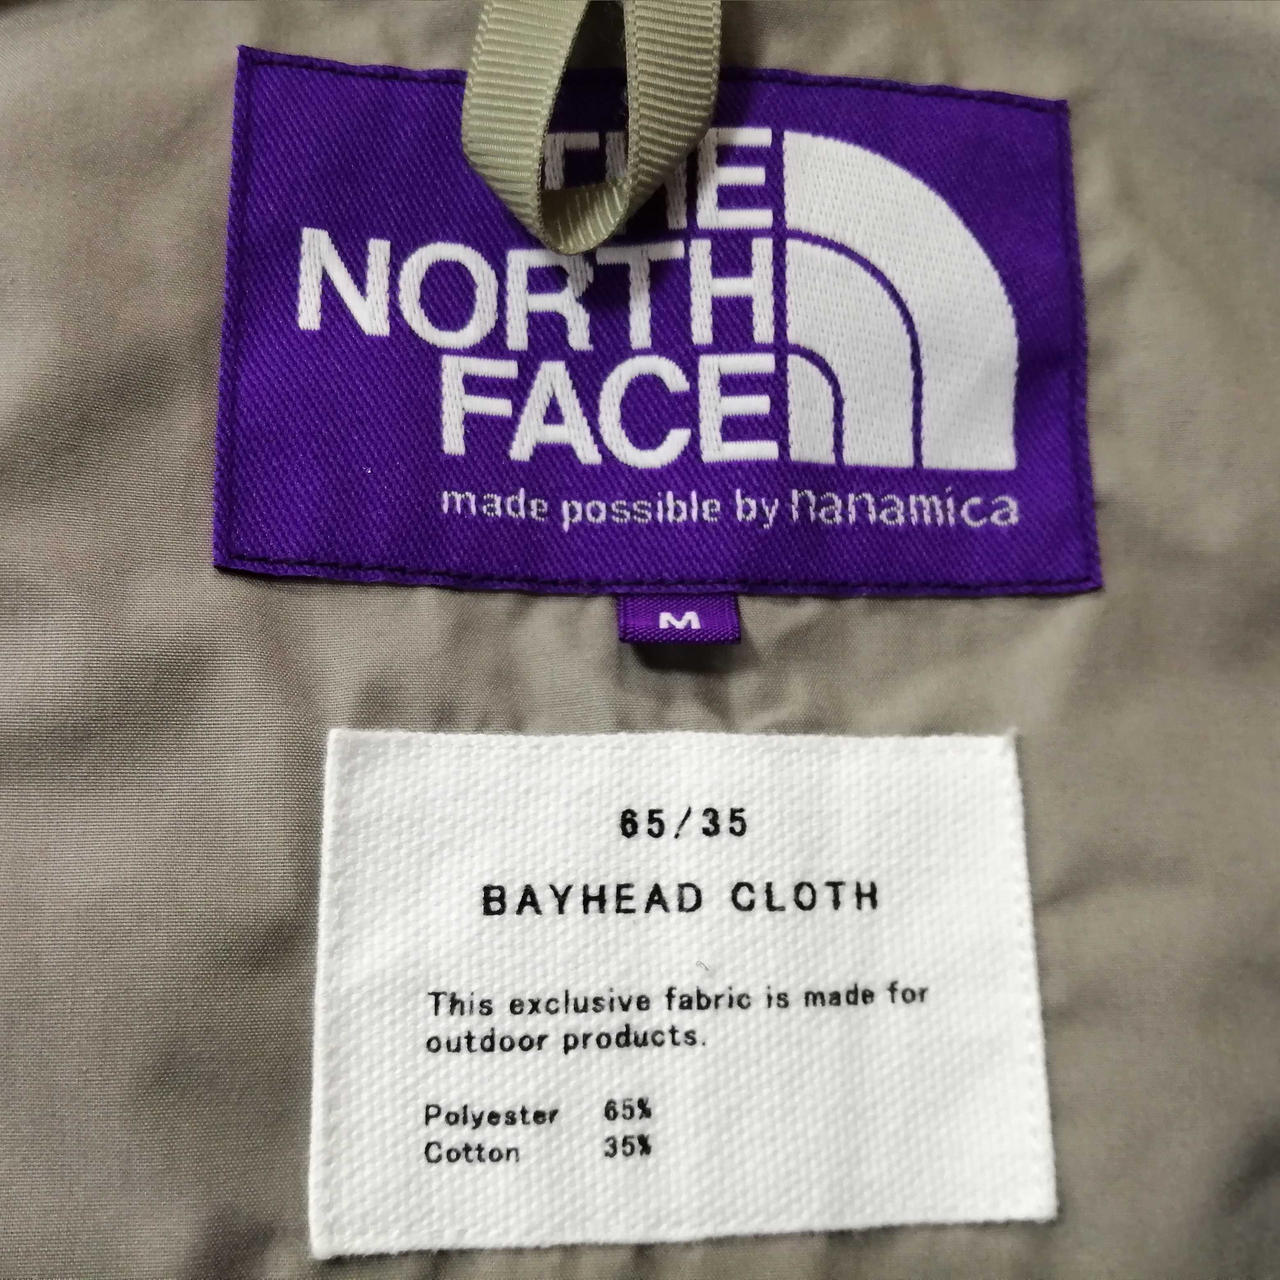 THE
NORTH
FACE
made possible by nanamica
M
65/35
BAYHEAD CLOTH
This exclusive fabric is made for
outdoor products.
Polyester 65%
Cotton 35%